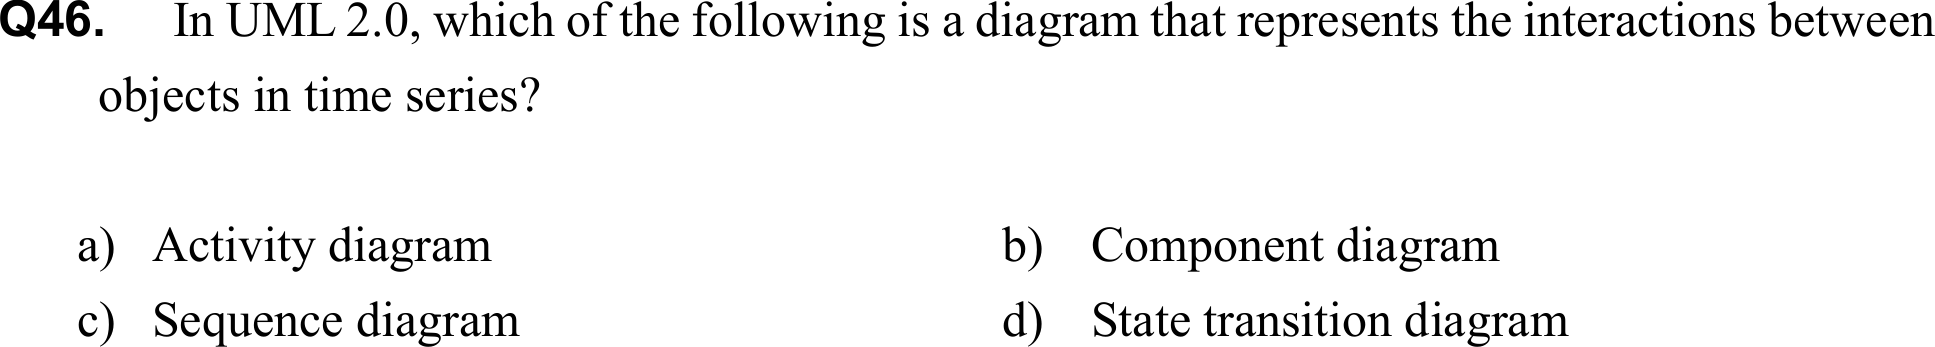 Q46. In UML 2.0, which of the following is a diagram that represents the interactions between
objects in time series?
a) Activity diagram b) Component diagram
c) Sequence diagram d) State transition diagram